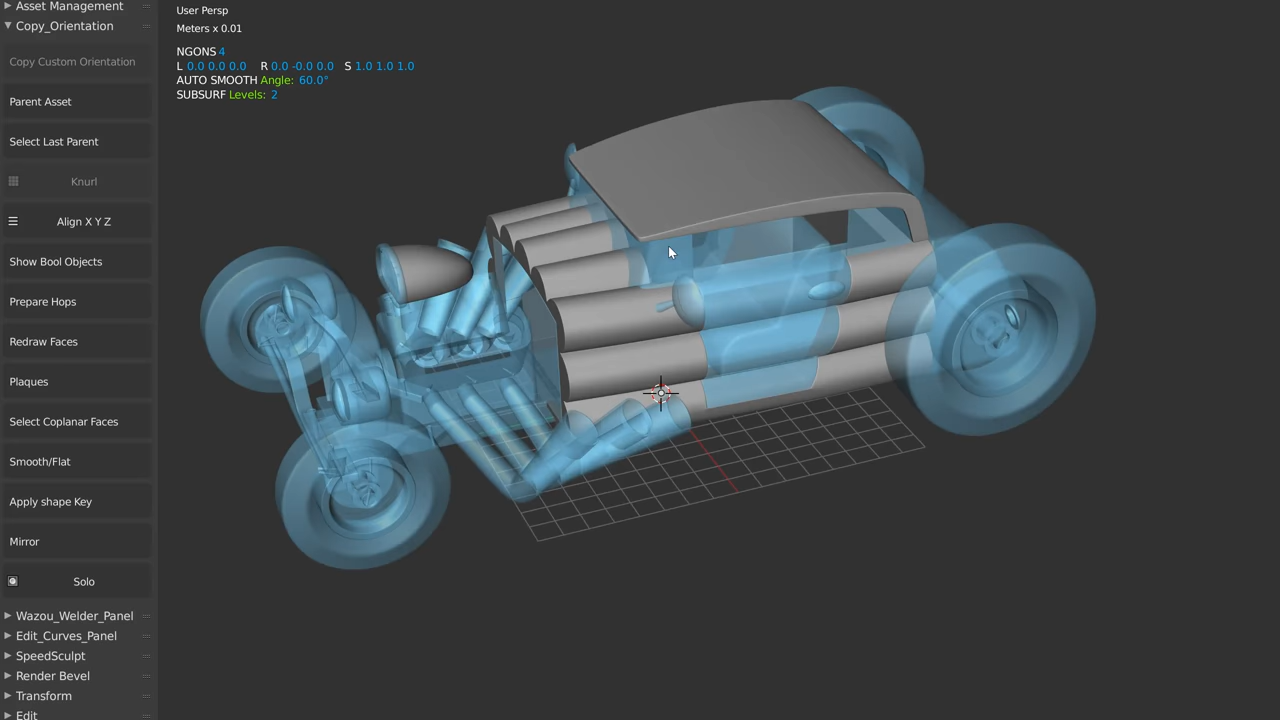 Asset Management
Copy_Orientation
Copy Custom Orientation
Parent Asset
Select Last Parent
Knurl
Align X Y Z
Show Bool Objects
Prepare Hops
Redraw Faces
Plaques
Select Coplanar Faces
Smooth/Flat
Apply shape Key
Mirror
Solo
Wazou_Welder_Panel
Edit_Curves_Panel
SpeedSculpt
Render Bevel
Transform
Edit
User Persp
Meters x 0.01
NGONS 4
L 0.0 0.0 0.0 R 0.0 -0.0 0.0 S 1.0 1.0 1.0
AUTO SMOOTH Angle: 60.0°
SUBSURF Levels: 2